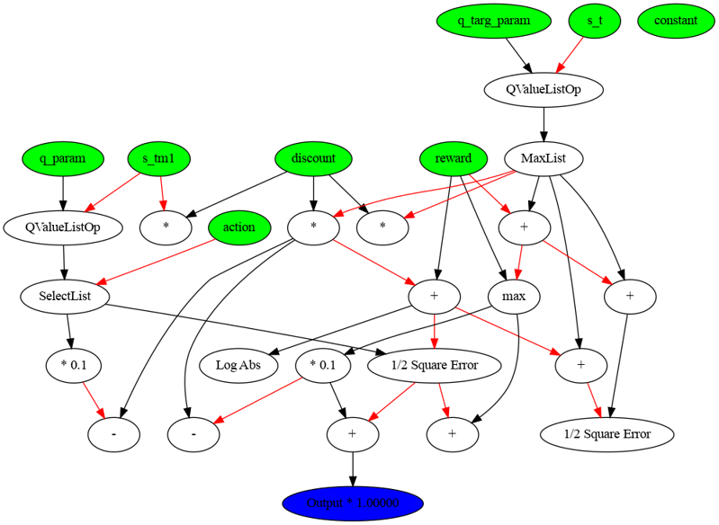 q_targ_param
s_t
constant
QValueListOp
q_param
s_tm1
discount
reward
MaxList
QValueListOp
*
action
*
*
+
SelectList
+
max
+
* 0.1
Log Abs
* 0.1
1/2 Square Error
+
-
-
+
+
1/2 Square Error
Output * 1.00000